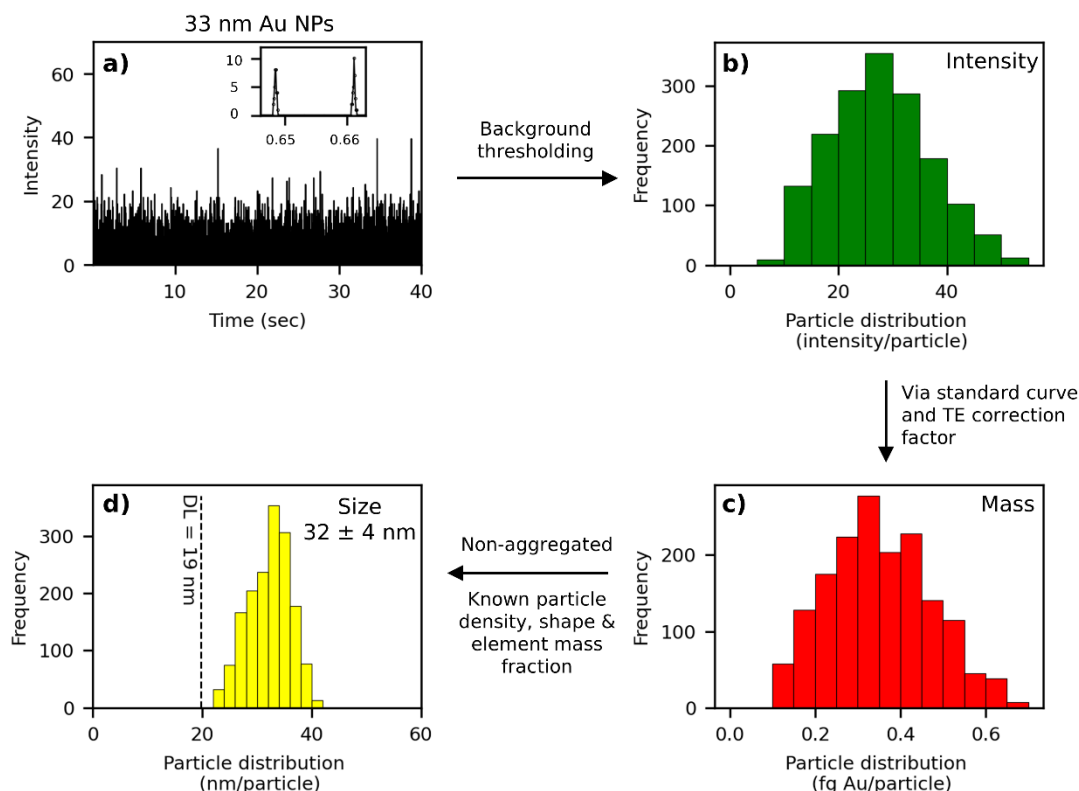 33 nm Au NPs
a)
60
40
20
0
Intensity
10
5
0
0.65 0.66
10 20 30 40
Time (sec)
Background
thresholding
b)
Intensity
300
200
100
0
Frequency
0 20 40
Particle distribution
(intensity/particle)
Via standard curve
and TE correction
factor
d)
Size
32 ± 4 nm
DL = 19 nm
300
200
100
0
Frequency
0 20 40 60
Particle distribution
(nm/particle)
Non-aggregated
Known particle
density, shape &
element mass
fraction
c)
Mass
200
100
0
Frequency
0.0 0.2 0.4 0.6
Particle distribution
(fg Au/particle)